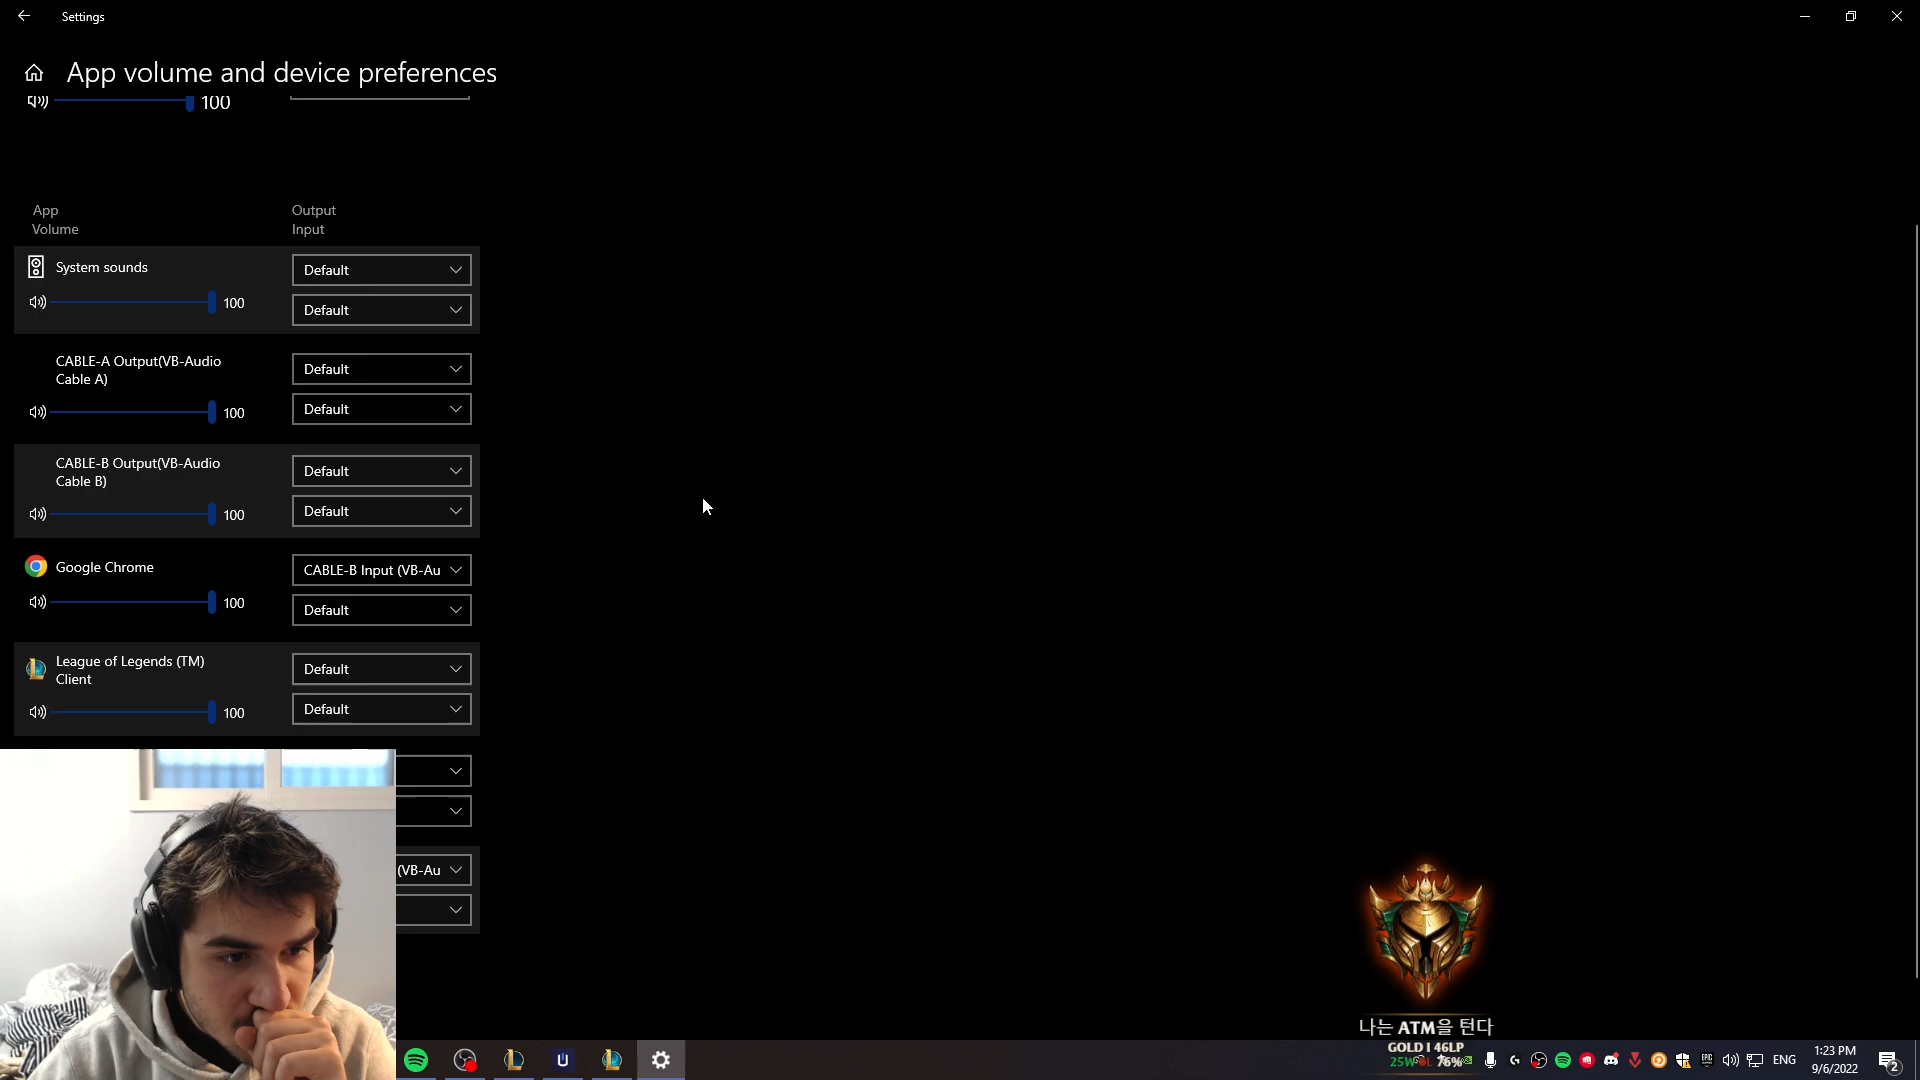 Settings
App volume and device preferences
100
App
Volume
Output
Input
System sounds
Default
100
Default
CABLE-A Output(VB-Audio
Cable A)
Default
100
Default
CABLE-B Output(VB-Audio
Cable B)
Default
100
Default
Google Chrome
CABLE-B Input (VB-Au
100
Default
League of Legends (TM)
Client
Default
100
Default
(VB-Au
나는 ATM을 턴다
GOLD I 46LP
25W 76%
ENG
1:23 PM
9/6/2022
2